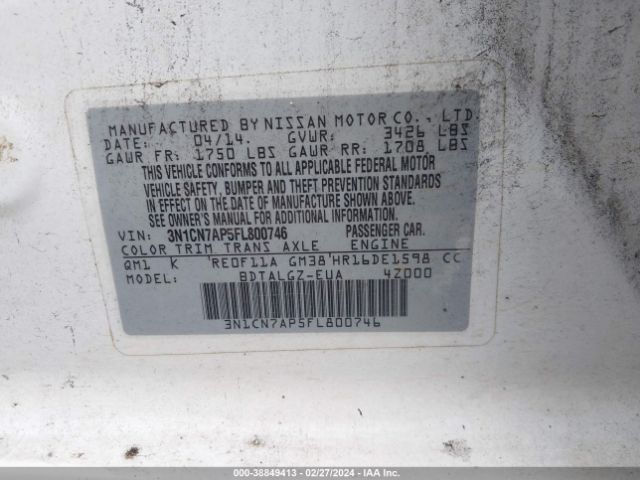 MANUFACTURED BY NISSAN MOTOR CO., LTD.
DATE: 04/14. GVWR: 3426 LBS
GAWR FR: 1750 LBS GAWR RR: 1708 LBS
THIS VEHICLE CONFORMS TO ALL APPLICABLE FEDERAL MOTOR
VEHICLE SAFETY, BUMPER AND THEFT PREVENTION STANDARDS
IN EFFECT ON THE DATE OF MANUFACTURE SHOWN ABOVE.
SEE OWNER'S MANUAL FOR ADDITIONAL INFORMATION.
VIN: 3N1CN7AP5FL800746 PASSENGER CAR.
COLOR TRIM TRANS AXLE ENGINE
QM1 K 'RE0F11A GM38'HR16DE1598 CC
MODEL: BDTALGZ-EUA 4Z000
3N1CN7AP5FL800746
000-38849413 - 02/27/2024 - IAA Inc.